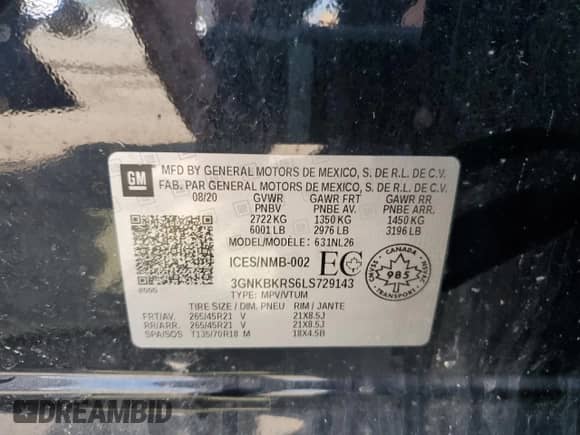 GM
MFD BY GENERAL MOTORS DE MEXICO, S. DE R.L. DE C.V.
FAB. PAR GENERAL MOTORS DE MEXICO, S. DE R.L. DE C.V.
08/20 GVWR GAWR FRT GAWR RR
PNBV PNBE AV. PNBE ARR.
2722 KG 1350 KG 1450 KG
6001 LB 2976 LB 3196 LB
MODEL/MODÈLE: 631NL26
ICES/NMB-002 EC
CANADA
985
TRANSPORT
3GNKBKRS6LS729143
TYPE: MPV/VTUM
TIRE SIZE / DIM. PNEU RIM / JANTE
FRT/AV. 265/45R21 V 21X8.5J
RR/ARR. 265/45R21 V 21X8.5J
SPA/SOS T135/70R18 M 18X4.5B
DREAMBID